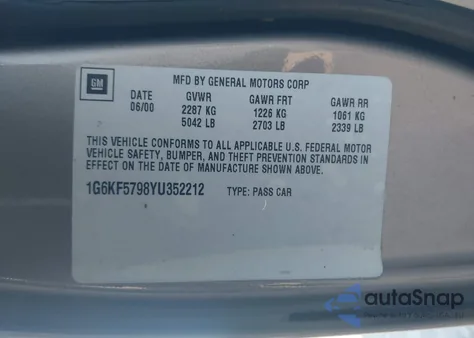 GM
MFD BY GENERAL MOTORS CORP
DATE GVWR GAWR FRT GAWR RR
06/00 2287 KG 1226 KG 1061 KG
5042 LB 2703 LB 2339 LB
THIS VEHICLE CONFORMS TO ALL APPLICABLE U.S. FEDERAL MOTOR
VEHICLE SAFETY, BUMPER, AND THEFT PREVENTION STANDARDS IN
EFFECT ON THE DATE OF MANUFACTURE SHOWN ABOVE.
1G6KF5798YU352212 TYPE: PASS CAR
autoSnap